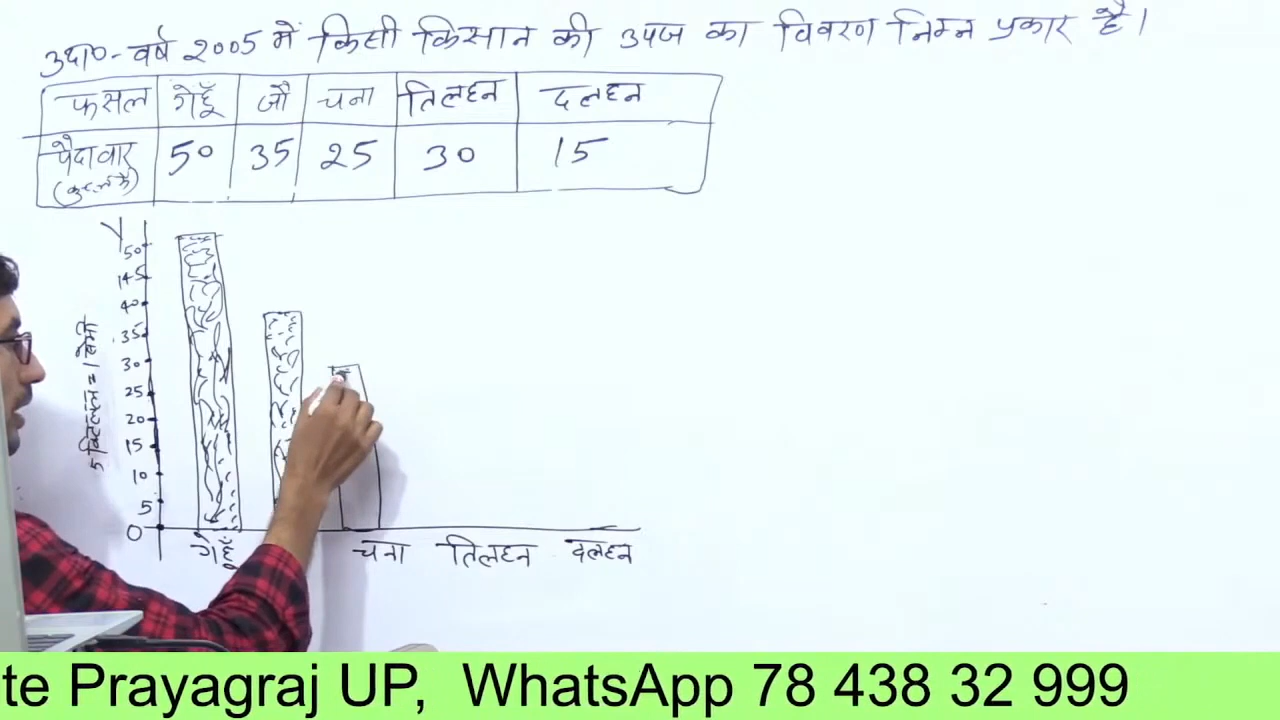 उदा०-वर्ष 2005 में किसी किसान की उपज का विवरण निम्न प्रकार है।
फसल गेहूँ जौ चना तिलहन दलहन
पैदावार 50 35 25 30 15
Y
50
45
40
35
30
25
20
15
10
5
0
5 क्विंटल = 1 सेमी
गेहूँ चना तिलहन दलहन
te Prayagraj UP, WhatsApp 78 438 32 999